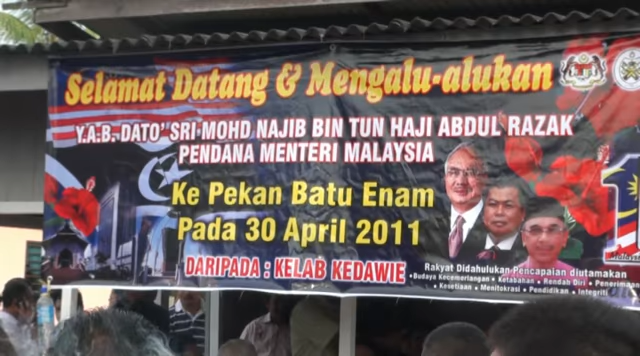 Selamat Datang & Mengalu-alukan
Y.A.B. DATO' SRI MOHD NAJIB BIN TUN HAJI ABDUL RAZAK
PENDANA MENTERI MALAYSIA
Ke Pekan Batu Enam
Pada 30 April 2011
DARIPADA : KELAB KEDAWIE
1
Rakyat Didahulukan Pencapaian diutamakan
• Budaya Kecemerlangan • Ketabahan • Rendah Diri • Penerimaan
• Kesetiaan • Meritokrasi • Pendidikan • Integriti